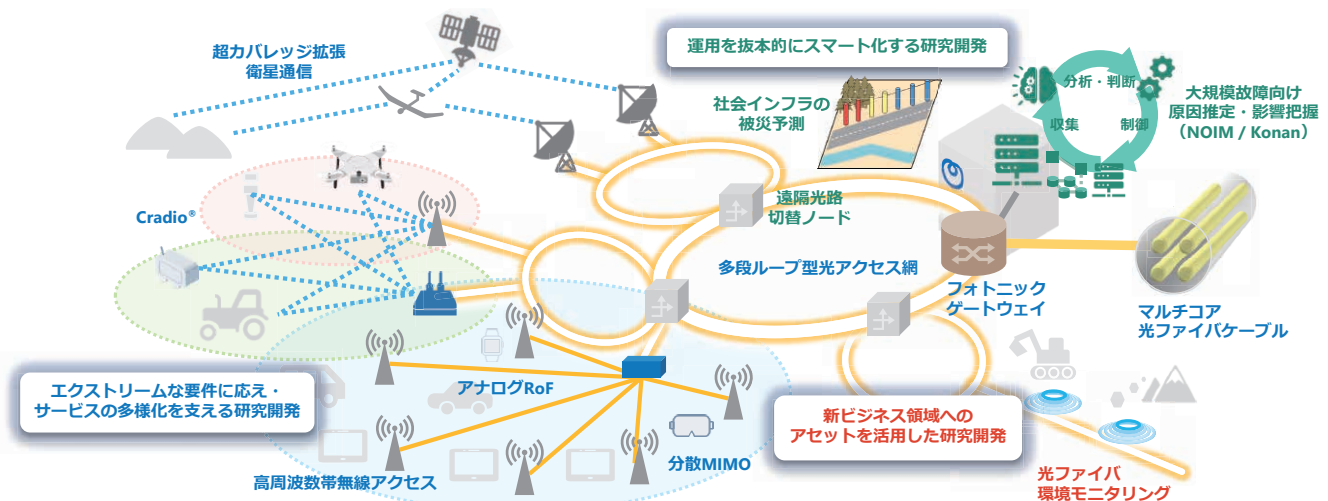 超カバレッジ拡張
衛星通信
運用を抜本的にスマート化する研究開発
社会インフラの
被災予測
分析・判断
収集
制御
大規模故障向け
原因推定・影響把握
（NOIM / Konan）
Cradio®
遠隔光路
切替ノード
多段ループ型光アクセス網
フォトニック
ゲートウェイ
マルチコア
光ファイバケーブル
エクストリームな要件に応え・
サービスの多様化を支える研究開発
アナログRoF
新ビジネス領域への
アセットを活用した研究開発
分散MIMO
高周波数帯無線アクセス
光ファイバ
環境モニタリング